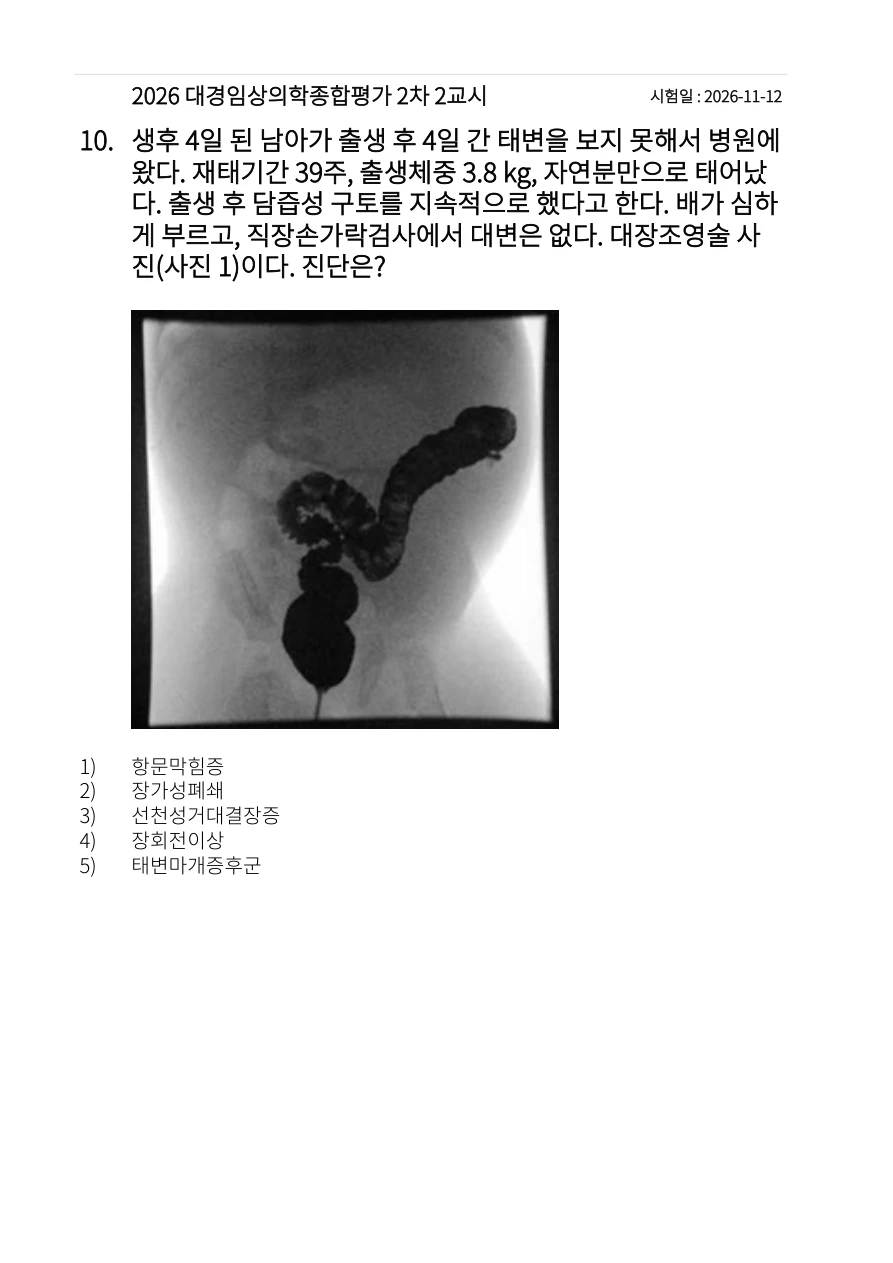 2026 대경임상의학종합평가 2차 2교시
시험일 : 2026-11-12
10. 생후 4일 된 남아가 출생 후 4일 간 태변을 보지 못해서 병원에
왔다. 재태기간 39주, 출생체중 3.8 kg, 자연분만으로 태어났
다. 출생 후 담즙성 구토를 지속적으로 했다고 한다. 배가 심하
게 부르고, 직장손가락검사에서 대변은 없다. 대장조영술 사
진(사진 1)이다. 진단은?
1) 항문막힘증
2) 장가성폐쇄
3) 선천성거대결장증
4) 장회전이상
5) 태변마개증후군